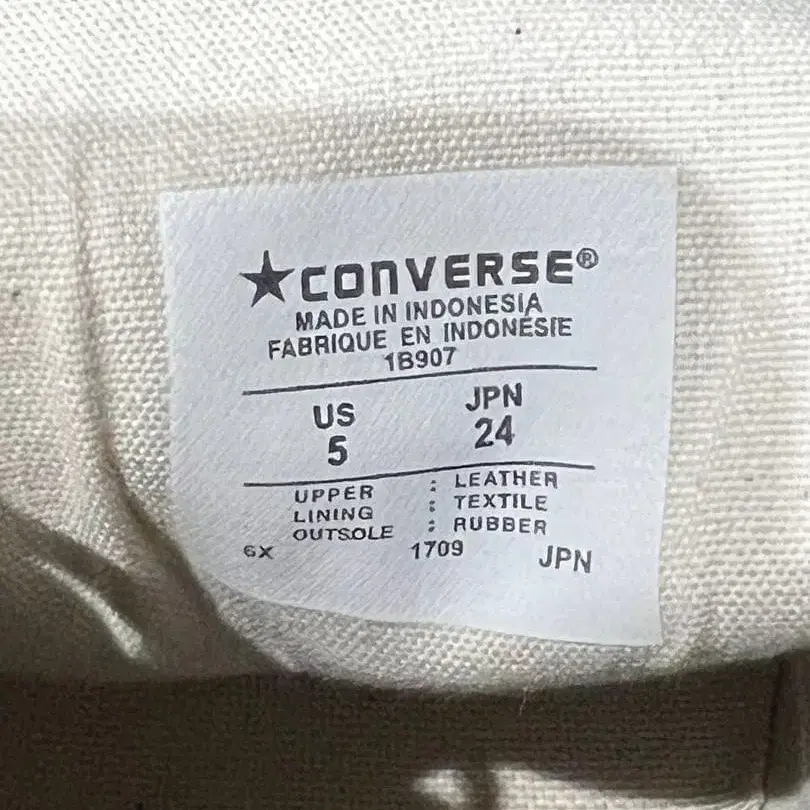 ★CONVERSE®
MADE IN INDONESIA
FABRIQUE EN INDONÉSIE
1B907
US JPN
5 24
UPPER : LEATHER
LINING : TEXTILE
OUTSOLE : RUBBER
6X 1709 JPN